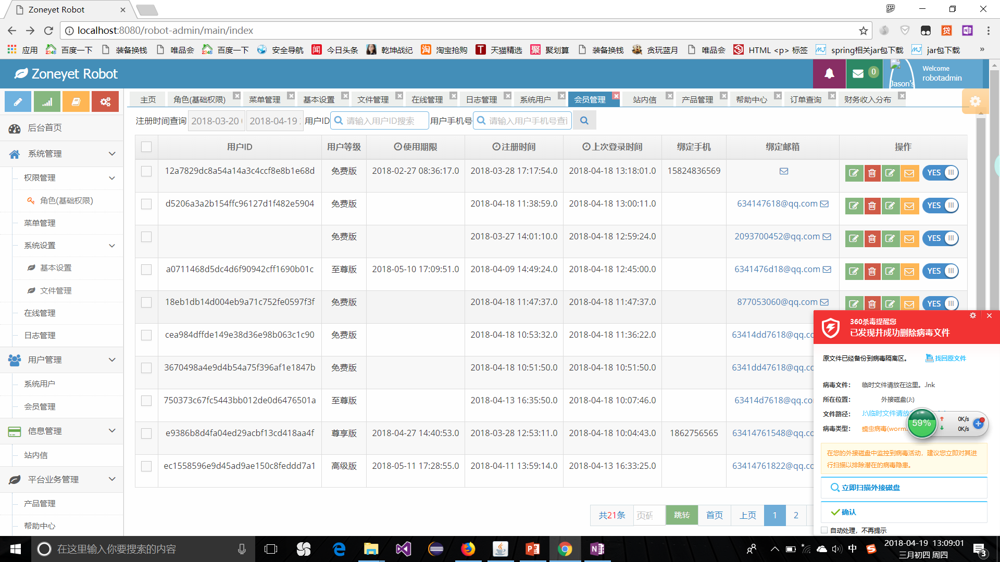 Zoneyet Robot
localhost:8080/robot-admin/main/index
应用 百度一下 装备换钱 唯品会 百度一下 安全导航 今日头条 乾坤战纪 淘宝抢购 天猫精选 聚划算 装备换钱 贪玩蓝月 唯品会 HTML <p> 标签 spring相关jar包下载 jar包下载 »
Zoneyet Robot
0
Jason's
Welcome
robotadmin
主页 角色(基础权限) 菜单管理 基本设置 文件管理 在线管理 日志管理 系统用户 会员管理 站内信 产品管理 帮助中心 订单查询 财务收入分布
后台首页
系统管理
权限管理
角色(基础权限)
菜单管理
系统设置
基本设置
文件管理
在线管理
日志管理
用户管理
系统用户
会员管理
信息管理
站内信
平台业务管理
产品管理
帮助中心
注册时间查询 2018-03-20 2018-04-19 用户ID 请输入用户ID搜索 用户手机号 请输入用户手机号查询
用户ID 用户等级 使用期限 注册时间 上次登录时间 绑定手机 绑定邮箱 操作
12a7829dc8a54a14a3c4ccf8e8b1e68d 免费版 2018-02-27 08:36:17.0 2018-03-28 17:17:54.0 2018-04-18 13:18:01.0 15824836569 YES
d5206a3a2b154ffc96127d1f482e5904 免费版 2018-04-18 11:38:59.0 2018-04-18 13:00:11.0 634147618@qq.com YES
免费版 2018-03-27 14:01:10.0 2018-04-18 12:59:24.0 2093700452@qq.com YES
a0711468d5dc4d6f90942cff1690b01c 至尊版 2018-05-10 17:09:51.0 2018-04-09 14:49:24.0 2018-04-18 12:45:00.0 6341476d18@qq.com YES
18eb1db14d004eb9a71c752fe0597f3f 免费版 2018-04-18 11:47:37.0 2018-04-18 11:47:37.0 877053060@qq.com YES
cea984dffde149e38d36e98b063c1c90 免费版 2018-04-18 10:53:32.0 2018-04-18 11:36:22.0 63414dd7618@qq.co
3670498a4e9d4b54a75f396af1e1847b 免费版 2018-04-18 10:51:50.0 2018-04-18 10:51:50.0 6341dd47618@qq.co
750373c67fc5443bb012de0d6476501a 至尊版 2018-04-13 16:35:50.0 2018-04-18 10:07:46.0 63414d7618@qq.co
e9386b8d4fa04ed29acbf13cd418aa4f 尊享版 2018-04-27 14:40:53.0 2018-03-28 12:53:11.0 2018-04-18 10:04:43.0 1862756565 63414761548@qq.co
ec1558596e9d45ad9ae150c8feddd7a1 高级版 2018-05-11 17:28:55.0 2018-04-11 13:59:14.0 2018-04-13 16:33:25.0 63414761822@qq.co
共21条 页码 跳转 首页 上页 1 2
360杀毒提醒您
已发现并成功删除病毒文件
原文件已经备份到病毒隔离区。 找回原文件
病毒文件： 临时文件请放在这里。.lnk
所在位置： 外接磁盘(J:)
文件路径： J:\临时文件请放
病毒类型： 蠕虫病毒(worm.
59% 0K/s
0K/s
在您的外接磁盘中监控到病毒活动，建议您立即对其进
行扫描以排除潜在的病毒隐患。
立即扫描外接磁盘
确认
自动处理，不再提示
在这里输入你要搜索的内容
中
2018-04-19 13:09:01
三月初四 周四
3